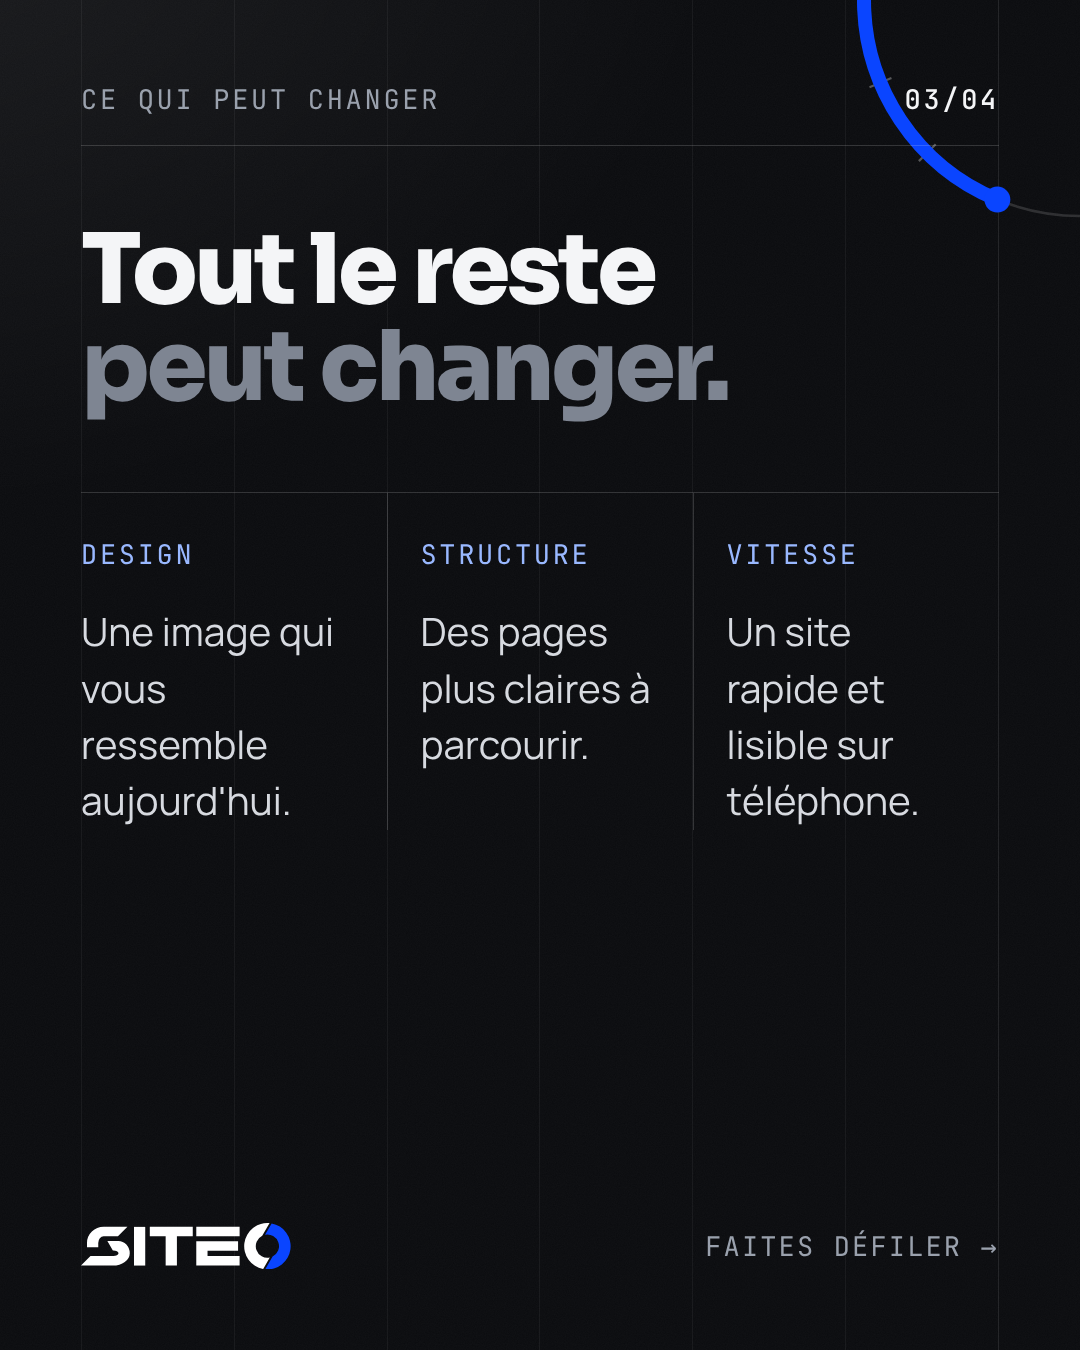 CE QUI PEUT CHANGER
03/04
Tout le reste
peut changer.
DESIGN
Une image qui
vous
ressemble
aujourd'hui.
STRUCTURE
Des pages
plus claires à
parcourir.
VITESSE
Un site
rapide et
lisible sur
téléphone.
SITEO
FAITES DÉFILER →